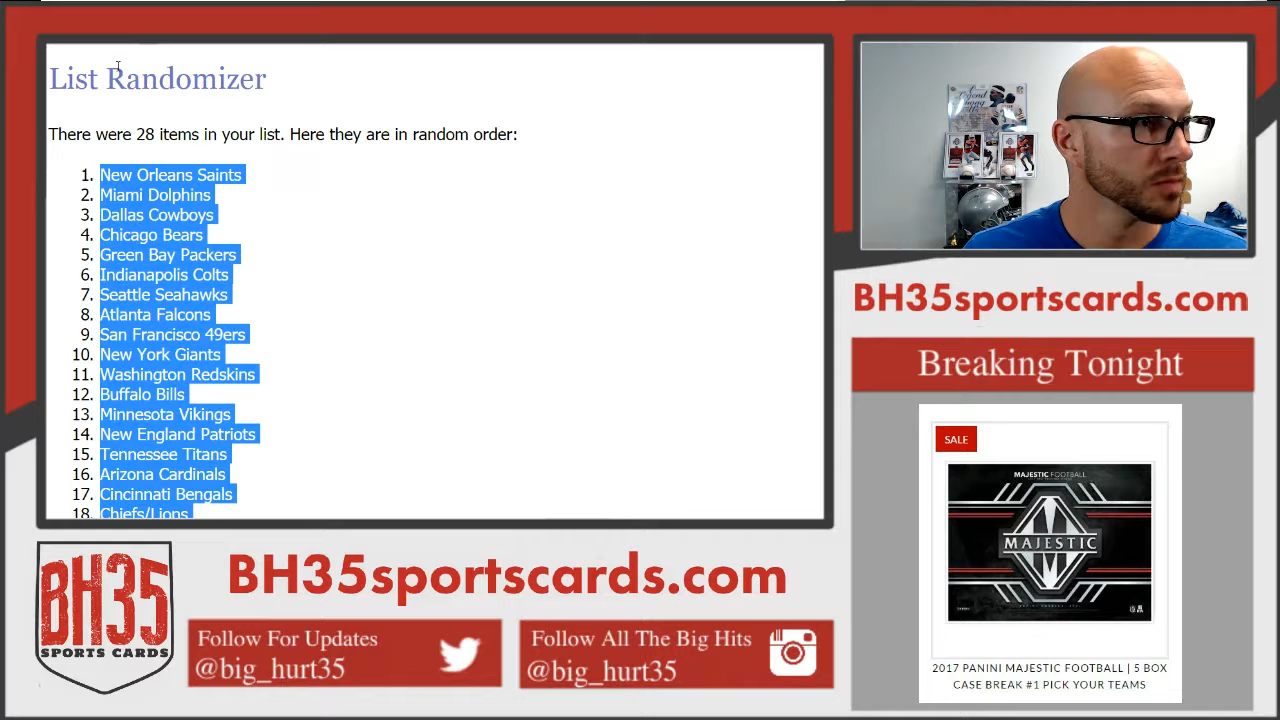 List Randomizer
There were 28 items in your list. Here they are in random order:
1. New Orleans Saints
2. Miami Dolphins
3. Dallas Cowboys
4. Chicago Bears
5. Green Bay Packers
6. Indianapolis Colts
7. Seattle Seahawks
8. Atlanta Falcons
9. San Francisco 49ers
10. New York Giants
11. Washington Redskins
12. Buffalo Bills
13. Minnesota Vikings
14. New England Patriots
15. Tennessee Titans
16. Arizona Cardinals
17. Cincinnati Bengals
18. Chiefs/Lions
BH35sportscards.com
Breaking Tonight
SALE
MAJESTIC FOOTBALL
MAJESTIC
2017 PANINI MAJESTIC FOOTBALL | 5 BOX
CASE BREAK #1 PICK YOUR TEAMS
BH35
SPORTS CARDS
BH35sportscards.com
Follow For Updates
@big_hurt35
Follow All The Big Hits
@big_hurt35